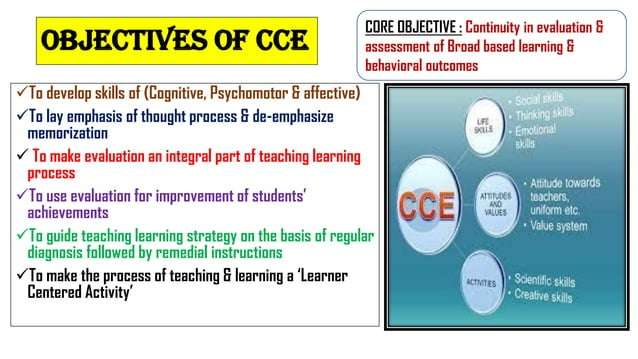 OBJECTIVES OF CCE
CORE OBJECTIVE : Continuity in evaluation &
assessment of Broad based learning &
behavioral outcomes
✓To develop skills of (Cognitive, Psychomotor & affective)
✓To lay emphasis of thought process & de-emphasize
memorization
✓ To make evaluation an integral part of teaching learning
process
✓To use evaluation for improvement of students’
achievements
✓To guide teaching learning strategy on the basis of regular
diagnosis followed by remedial instructions
✓To make the process of teaching & learning a ‘Learner
Centered Activity’
CCE
LIFE
SKILLS
• Social skills
• Thinking skills
• Emotional
skills
ATTITUDES
AND
VALUES
• Attitude towards
teachers,
uniform etc.
• Value system
ACTIVITIES
• Scientific skills
• Creative skills